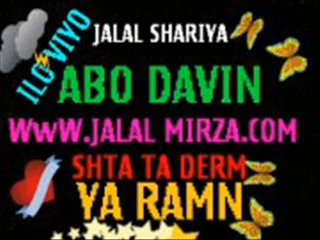 JALAL SHARIYA
ILOVIYO
ABO DAVIN
WwW.JALAL MIRZA.COM
SHTA TA DERM
YA RAMN